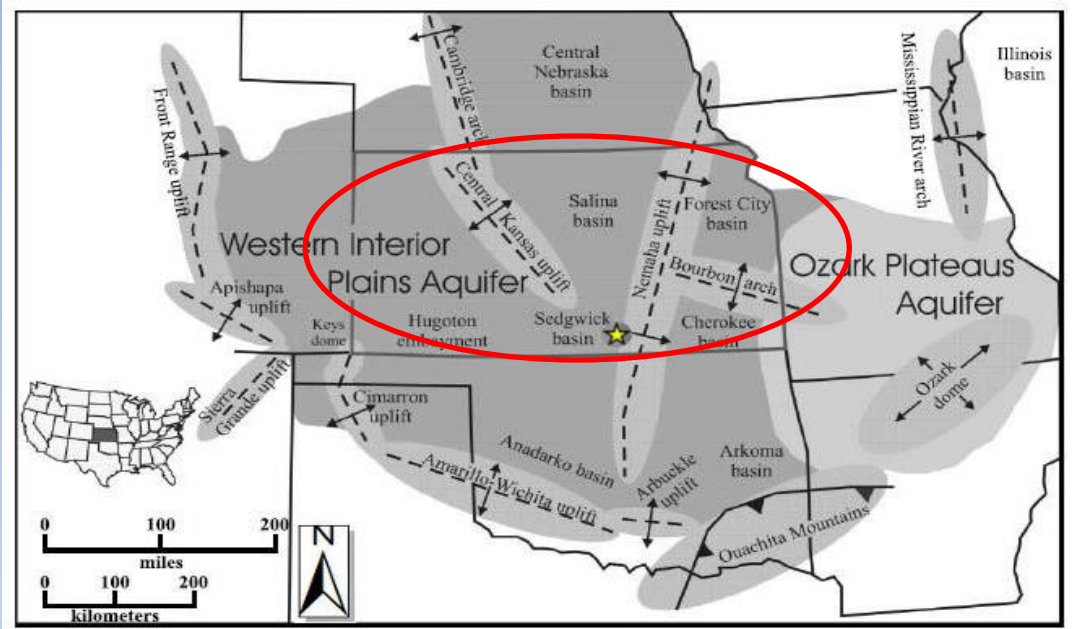 Central
Nebraska
basin
Illinois
basin
Mississippian River arch
Cambridge arch
Front Range uplift
Central Kansas uplift
Salina
basin
Nemaha uplift
Forest City
basin
Western Interior
Plains Aquifer
Bourbon arch
Ozark Plateaus
Aquifer
Apishapa
uplift
Keys
dome
Hugoton
embayment
Sedgwick
basin
Cherokee
basin
Sierra
Grande uplift
Cimarron
uplift
Ozark
dome
Anadarko basin
Amarillo-Wichita uplift
Arbuckle
uplift
Arkoma
basin
Ouachita Mountains
0 100 200
miles
0 100 200
kilometers
N